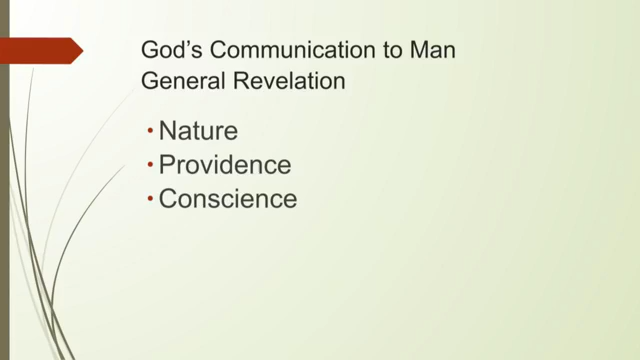 God's Communication to Man
General Revelation
• Nature
• Providence
• Conscience